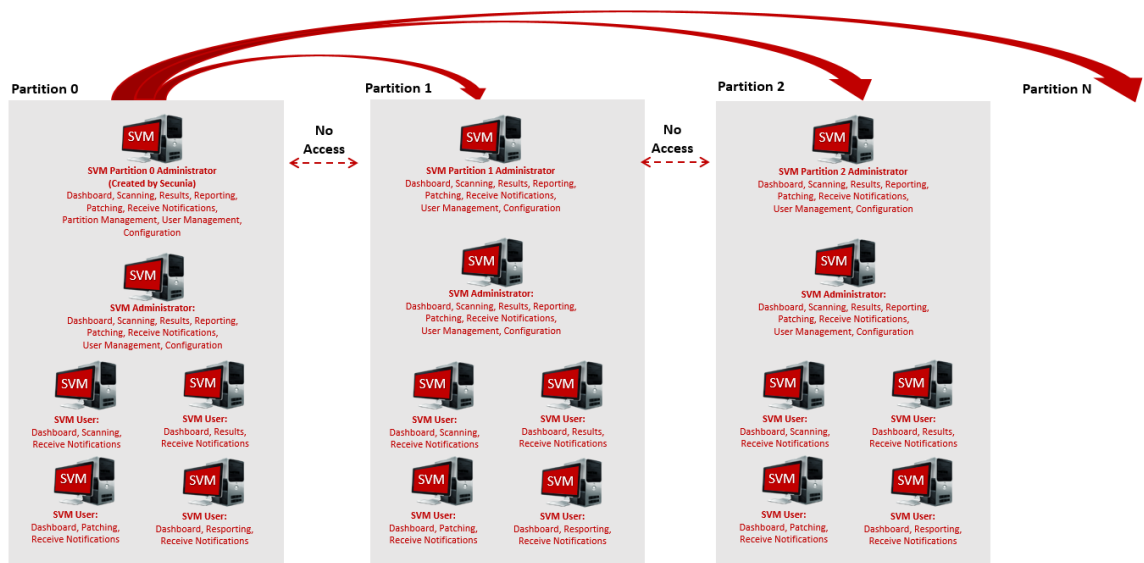 Partition 0
Partition 1
Partition 2
Partition N
No
Access
No
Access
SVM
SVM Partition 0 Administrator
(Created by Secunia)
Dashboard, Scanning, Results, Reporting,
Patching, Receive Notifications,
Partition Management, User Management,
Configuration
SVM
SVM Administrator:
Dashboard, Scanning, Results, Reporting,
Patching, Receive Notifications,
User Management, Configuration
SVM
SVM User:
Dashboard, Scanning,
Receive Notifications
SVM
SVM User:
Dashboard, Results,
Receive Notifications
SVM
SVM User:
Dashboard, Patching,
Receive Notifications
SVM
SVM User:
Dashboard, Resporting,
Receive Notifications
SVM
SVM Partition 1 Administrator
Dashboard, Scanning, Results, Reporting,
Patching, Receive Notifications,
User Management, Configuration
SVM
SVM Administrator:
Dashboard, Scanning, Results, Reporting,
Patching, Receive Notifications,
User Management, Configuration
SVM
SVM User:
Dashboard, Scanning,
Receive Notifications
SVM
SVM User:
Dashboard, Results,
Receive Notifications
SVM
SVM User:
Dashboard, Patching,
Receive Notifications
SVM
SVM User:
Dashboard, Resporting,
Receive Notifications
SVM
SVM Partition 2 Administrator
Dashboard, Scanning, Results, Reporting,
Patching, Receive Notifications,
User Management, Configuration
SVM
SVM Administrator:
Dashboard, Scanning, Results, Reporting,
Patching, Receive Notifications,
User Management, Configuration
SVM
SVM User:
Dashboard, Scanning,
Receive Notifications
SVM
SVM User:
Dashboard, Results,
Receive Notifications
SVM
SVM User:
Dashboard, Patching,
Receive Notifications
SVM
SVM User:
Dashboard, Resporting,
Receive Notifications